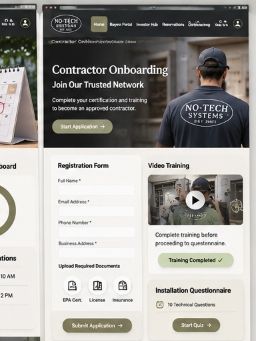 NO-TECH
SYSTEMS
Home
Buyers Portal
Investor Hub
Reservations
Contractor Onboarding
Join Our Trusted Network
Complete your certification and training
to become an approved contractor.
Start Application →
NO-TECH
SYSTEMS
board
Registration Form
Full Name *
Email Address *
Phone Number *
Business Address *
Upload Required Documents
EPA Cert.
License
Insurance
Submit Application →
Video Training
Complete training before
proceeding to questionnaire.
Training Completed ✓
Installation Questionnaire
10 Technical Questions
Start Quiz →
ations
10 AM
2 PM